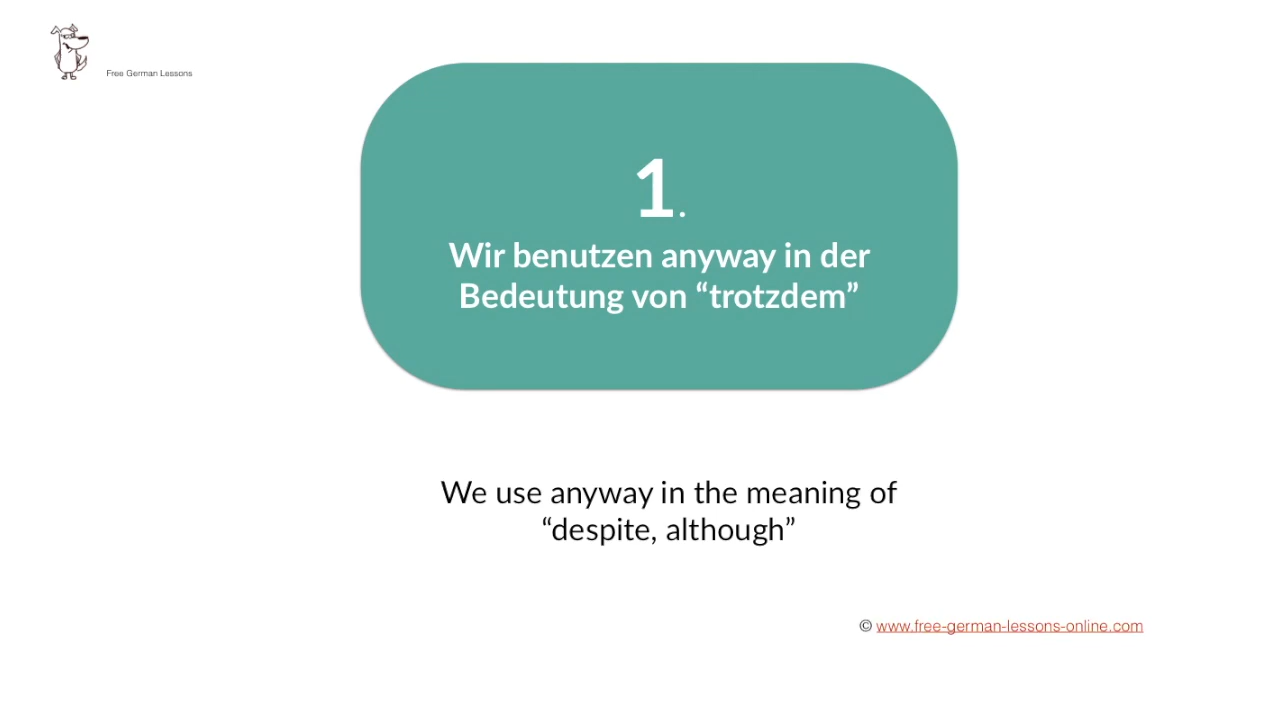 Free German Lessons
1.
Wir benutzen anyway in der
Bedeutung von “trotzdem”
We use anyway in the meaning of
“despite, although”
© www.free-german-lessons-online.com